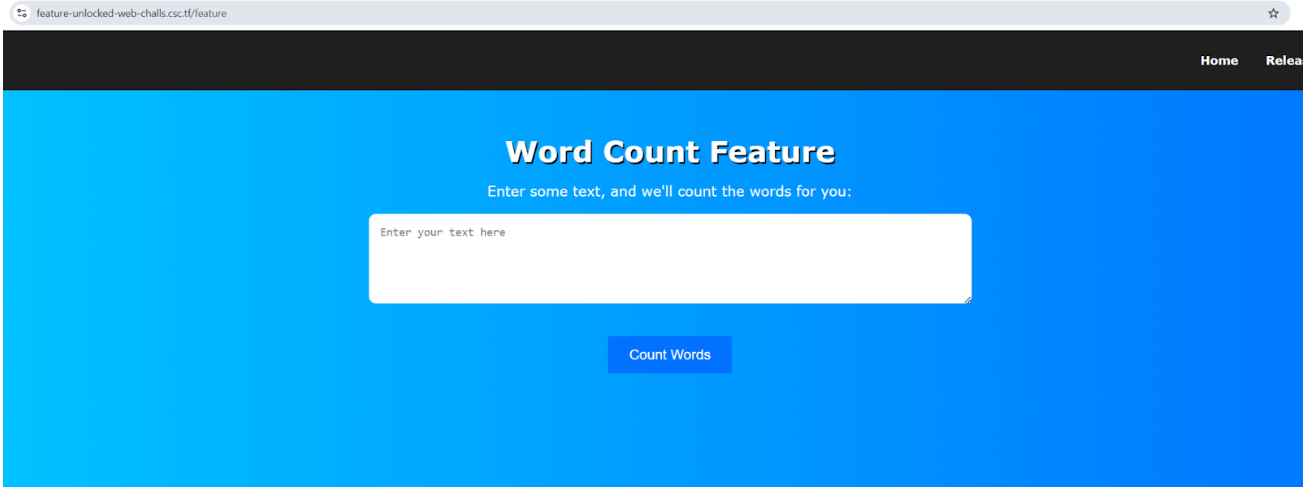 feature-unlocked-web-challs.csc.tf/feature
Home Relea
Word Count Feature
Enter some text, and we'll count the words for you:
Enter your text here
Count Words